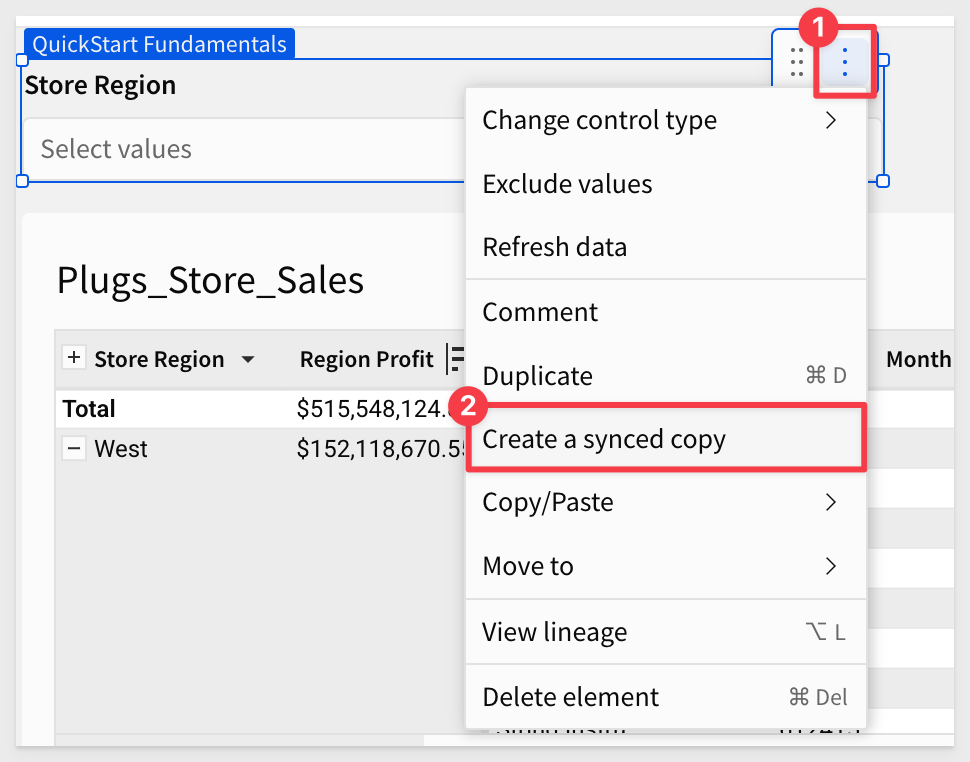 QuickStart Fundamentals
1
Store Region
Select values
Change control type
Exclude values
Refresh data
Comment
Duplicate ⌘ D
2
Create a synced copy
Copy/Paste
Move to
View lineage ⌥ L
Delete element ⌘ Del
Plugs_Store_Sales
Store Region Region Profit Month
Total $515,548,124.
West $152,118,670.5